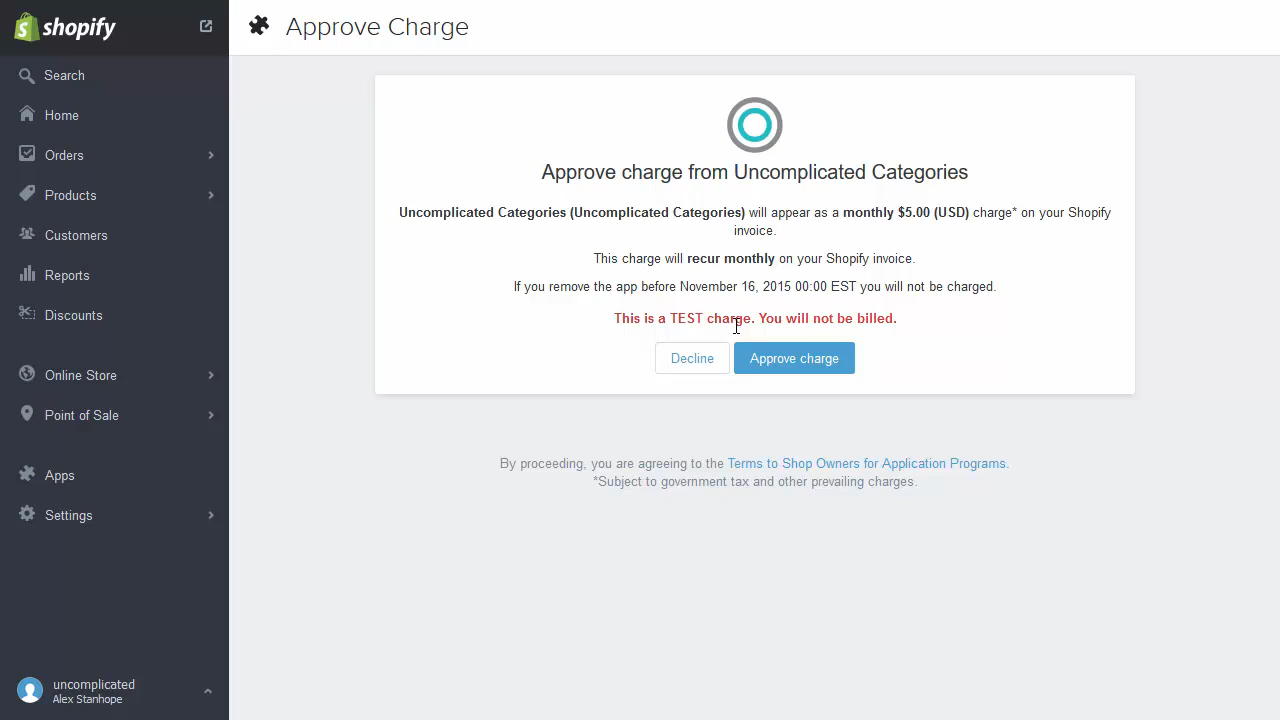 shopify
Search
Home
Orders
Products
Customers
Reports
Discounts
Online Store
Point of Sale
Apps
Settings
uncomplicated
Alex Stanhope
Approve Charge
Approve charge from Uncomplicated Categories
Uncomplicated Categories (Uncomplicated Categories) will appear as a monthly $5.00 (USD) charge* on your Shopify
invoice.
This charge will recur monthly on your Shopify invoice.
If you remove the app before November 16, 2015 00:00 EST you will not be charged.
This is a TEST charge. You will not be billed.
Decline
Approve charge
By proceeding, you are agreeing to the Terms to Shop Owners for Application Programs.
*Subject to government tax and other prevailing charges.